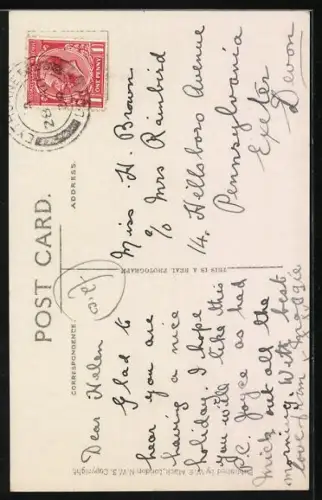 POST CARD.
CORRESPONDENCE.
ADDRESS.
THIS IS A REAL PHOTOGRAPH
Dear Helen
Glad to
hear you are
having a nice
holiday. I hope
you will like this
P.C. Joyce as had
Mick out all the
morning. With best
love from
Miss H. Brown
c/o Mrs Rainbird
14. Hillsboro Avenue
Pennsylvania
Exeter
Devon